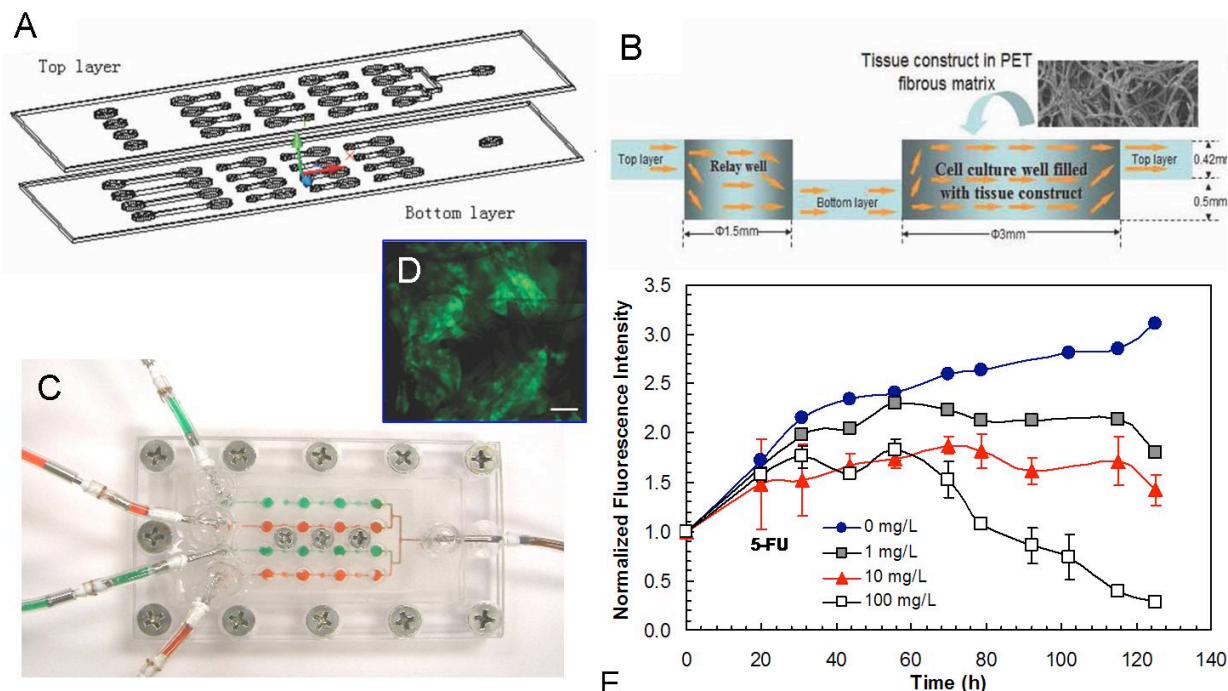 A
Top layer
Bottom layer
B
Tissue construct in PET
fibrous matrix
Top layer
Relay well
Bottom layer
Cell culture well filled
with tissue construct
Top layer
0.42mm
0.5mm
Φ1.5mm
Φ3mm
C
D
Normalized Fluorescence Intensity
3.5
3.0
2.5
2.0
1.5
1.0
0.5
0.0
5-FU
0 mg/L
1 mg/L
10 mg/L
100 mg/L
0 20 40 60 80 100 120 140
Time (h)